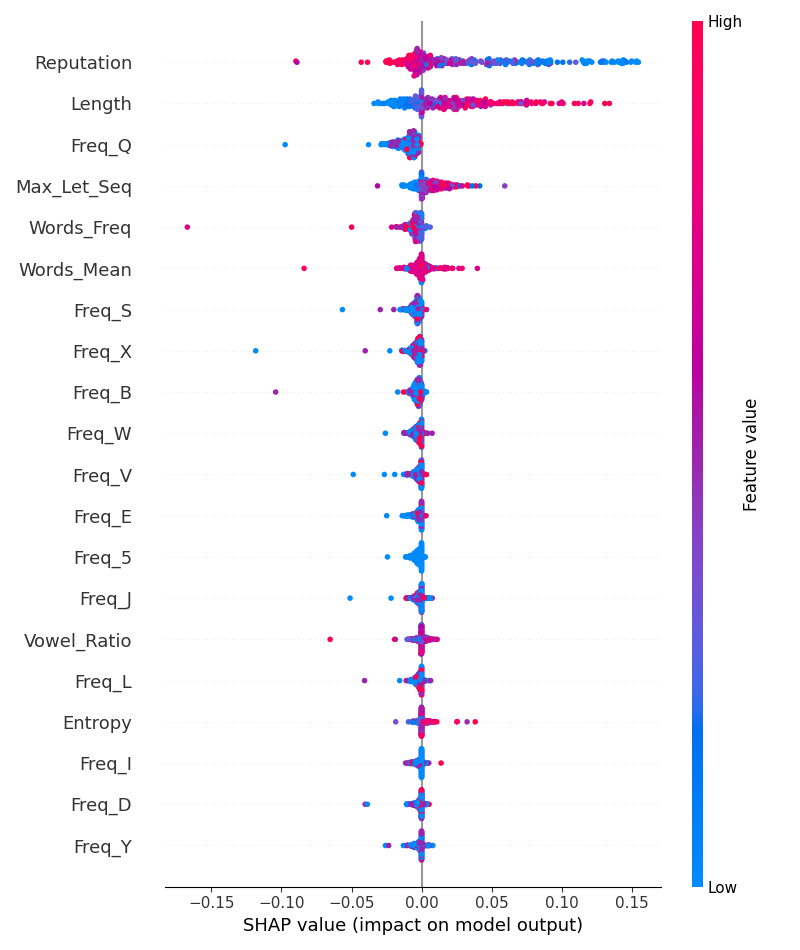 High
Reputation
Length
Freq_Q
Max_Let_Seq
Words_Freq
Words_Mean
Freq_S
Freq_X
Freq_B
Freq_W
Freq_V
Freq_E
Freq_5
Freq_J
Vowel_Ratio
Freq_L
Entropy
Freq_I
Freq_D
Freq_Y
Feature value
Low
−0.15 −0.10 −0.05 0.00 0.05 0.10 0.15
SHAP value (impact on model output)